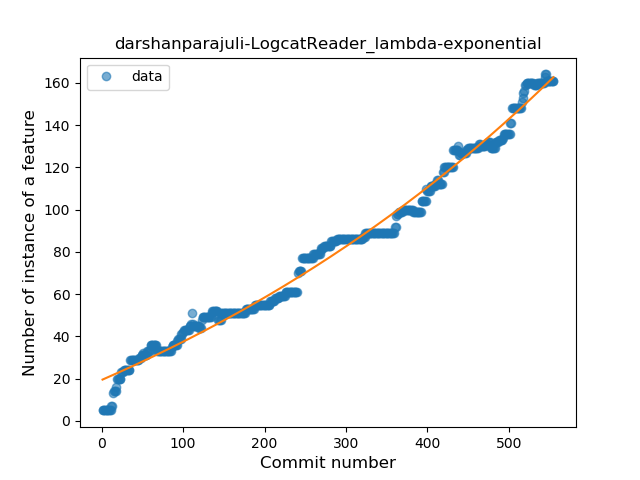 darshanparajuli-LogcatReader_lambda-exponential
data
Number of instance of a feature
160
140
120
100
80
60
40
20
0
0 100 200 300 400 500
Commit number